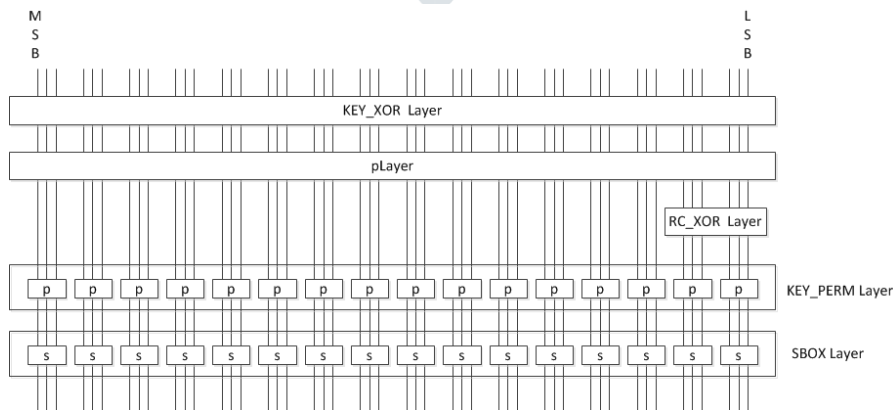 M L
S S
B B
KEY_XOR Layer
pLayer
RC_XOR Layer
p p p p p p p p p p p p p p p p KEY_PERM Layer
s s s s s s s s s s s s s s s s SBOX Layer